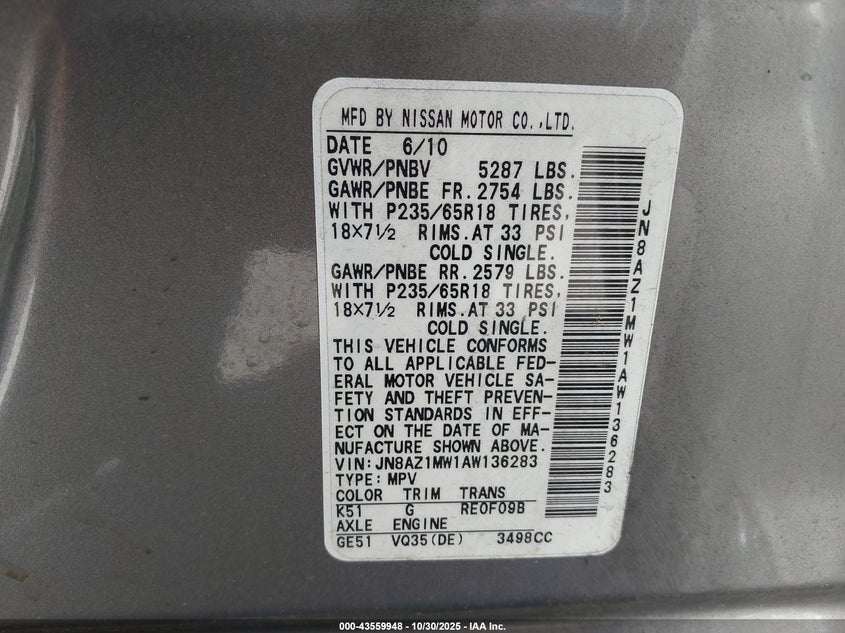 MFD BY NISSAN MOTOR CO.,LTD.
DATE 6/10
GVWR/PNBV 5287 LBS.
GAWR/PNBE FR. 2754 LBS.
WITH P235/65R18 TIRES,
18×7½ RIMS.AT 33 PSI
COLD SINGLE.
GAWR/PNBE RR. 2579 LBS.
WITH P235/65R18 TIRES,
18×7½ RIMS.AT 33 PSI
COLD SINGLE.
THIS VEHICLE CONFORMS
TO ALL APPLICABLE FED-
ERAL MOTOR VEHICLE SA-
FETY AND THEFT PREVEN-
TION STANDARDS IN EFF-
ECT ON THE DATE OF MA-
NUFACTURE SHOWN ABOVE.
VIN:JN8AZ1MW1AW136283
TYPE:MPV
COLOR TRIM TRANS
K51 G RE0F09B
AXLE ENGINE
GE51 VQ35(DE) 3498CC
JN8AZ1MW1AW136283
000-43559948 - 10/30/2025 - IAA Inc.